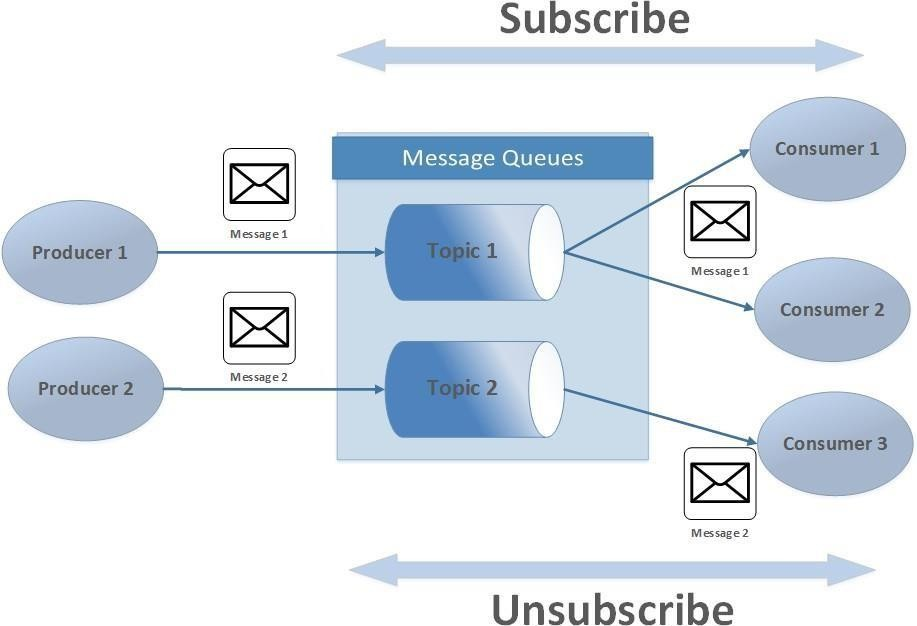 Subscribe
Message Queues
Consumer 1
Message 1
Producer 1
Topic 1
Message 1
Consumer 2
Message 2
Producer 2
Topic 2
Consumer 3
Message 2
Unsubscribe